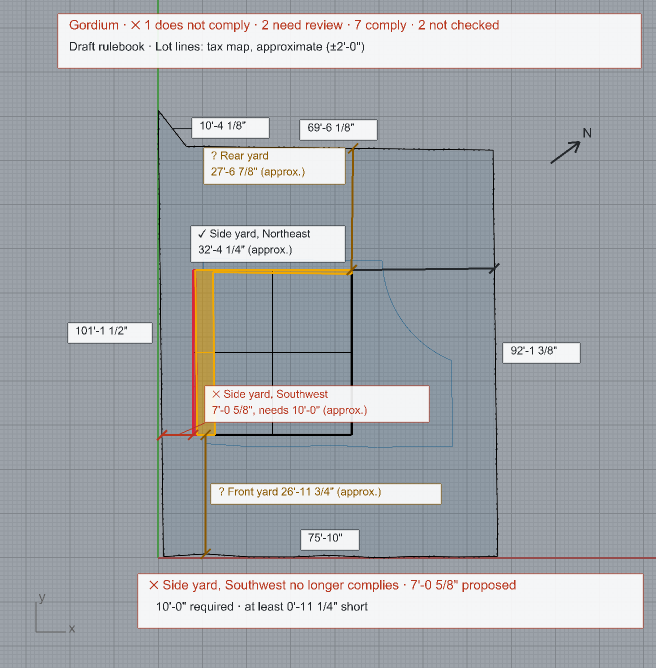 Gordium · ✕ 1 does not comply · 2 need review · 7 comply · 2 not checked
Draft rulebook · Lot lines: tax map, approximate (±2'-0")
10'-4 1/8"
69'-6 1/8"
N
? Rear yard
27'-6 7/8" (approx.)
✓ Side yard, Northeast
32'-4 1/4" (approx.)
101'-1 1/2"
92'-1 3/8"
✕ Side yard, Southwest
7'-0 5/8", needs 10'-0" (approx.)
? Front yard 26'-11 3/4" (approx.)
75'-10"
✕ Side yard, Southwest no longer complies · 7'-0 5/8" proposed
10'-0" required · at least 0'-11 1/4" short
y
x